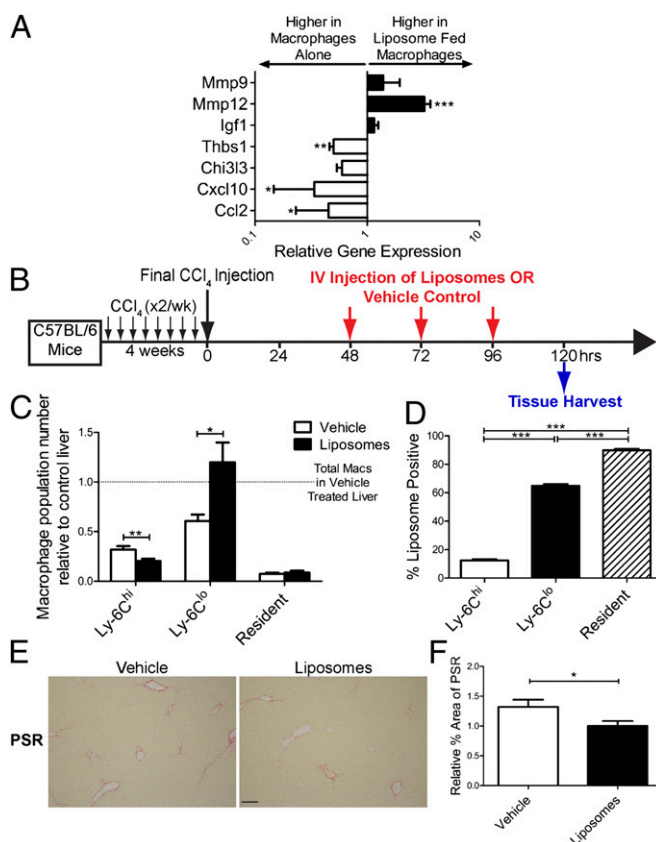 A
Higher in
Macrophages
Alone
Higher in
Liposome Fed
Macrophages
Mmp9
Mmp12
***
Igf1
Thbs1
**
Chi3l3
Cxcl10
*
Ccl2
*
0.1
1
10
Relative Gene Expression
B
Final CCl4 Injection
IV Injection of Liposomes OR
Vehicle Control
CCl4 (x2/wk)
C57BL/6
Mice
4 weeks
0
24
48
72
96
120hrs
Tissue Harvest
C
Macrophage population number
relative to control liver
1.5
1.0
0.5
0.0
**
*
Vehicle
Liposomes
Total Macs
in Vehicle
Treated Liver
Ly-6Chi
Ly-6Clo
Resident
D
% Liposome Positive
100
80
60
40
20
0
***
***
***
Ly-6Chi
Ly-6Clo
Resident
E
Vehicle
Liposomes
PSR
F
Relative % Area of PSR
2.0
1.5
1.0
0.5
0.0
*
Vehicle
Liposomes